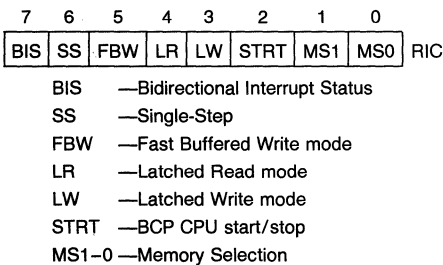 7 6 5 4 3 2 1 0
BIS SS FBW LR LW STRT MS1 MS0 RIC
BIS —Bidirectional Interrupt Status
SS —Single-Step
FBW —Fast Buffered Write mode
LR —Latched Read mode
LW —Latched Write mode
STRT —BCP CPU start/stop
MS1-0 —Memory Selection